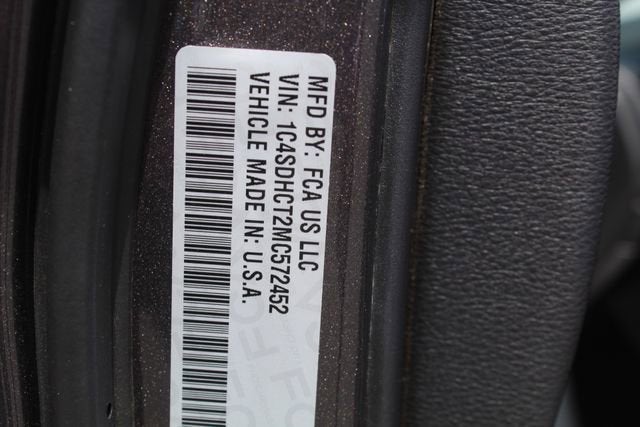 MFD BY: FCA US LLC
VIN: 1C4SDHCT2MC572452
VEHICLE MADE IN: U.S.A.